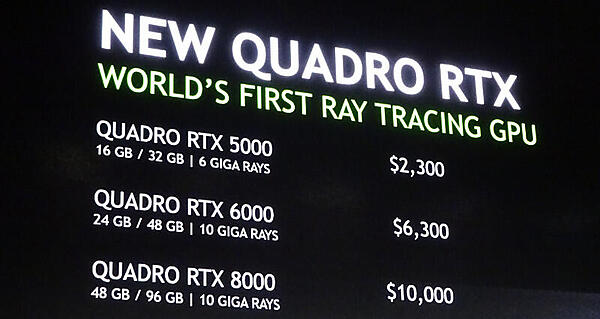 NEW QUADRO RTX
WORLD'S FIRST RAY TRACING GPU
QUADRO RTX 5000 $2,300
16 GB / 32 GB | 6 GIGA RAYS
QUADRO RTX 6000 $6,300
24 GB / 48 GB | 10 GIGA RAYS
QUADRO RTX 8000 $10,000
48 GB / 96 GB | 10 GIGA RAYS